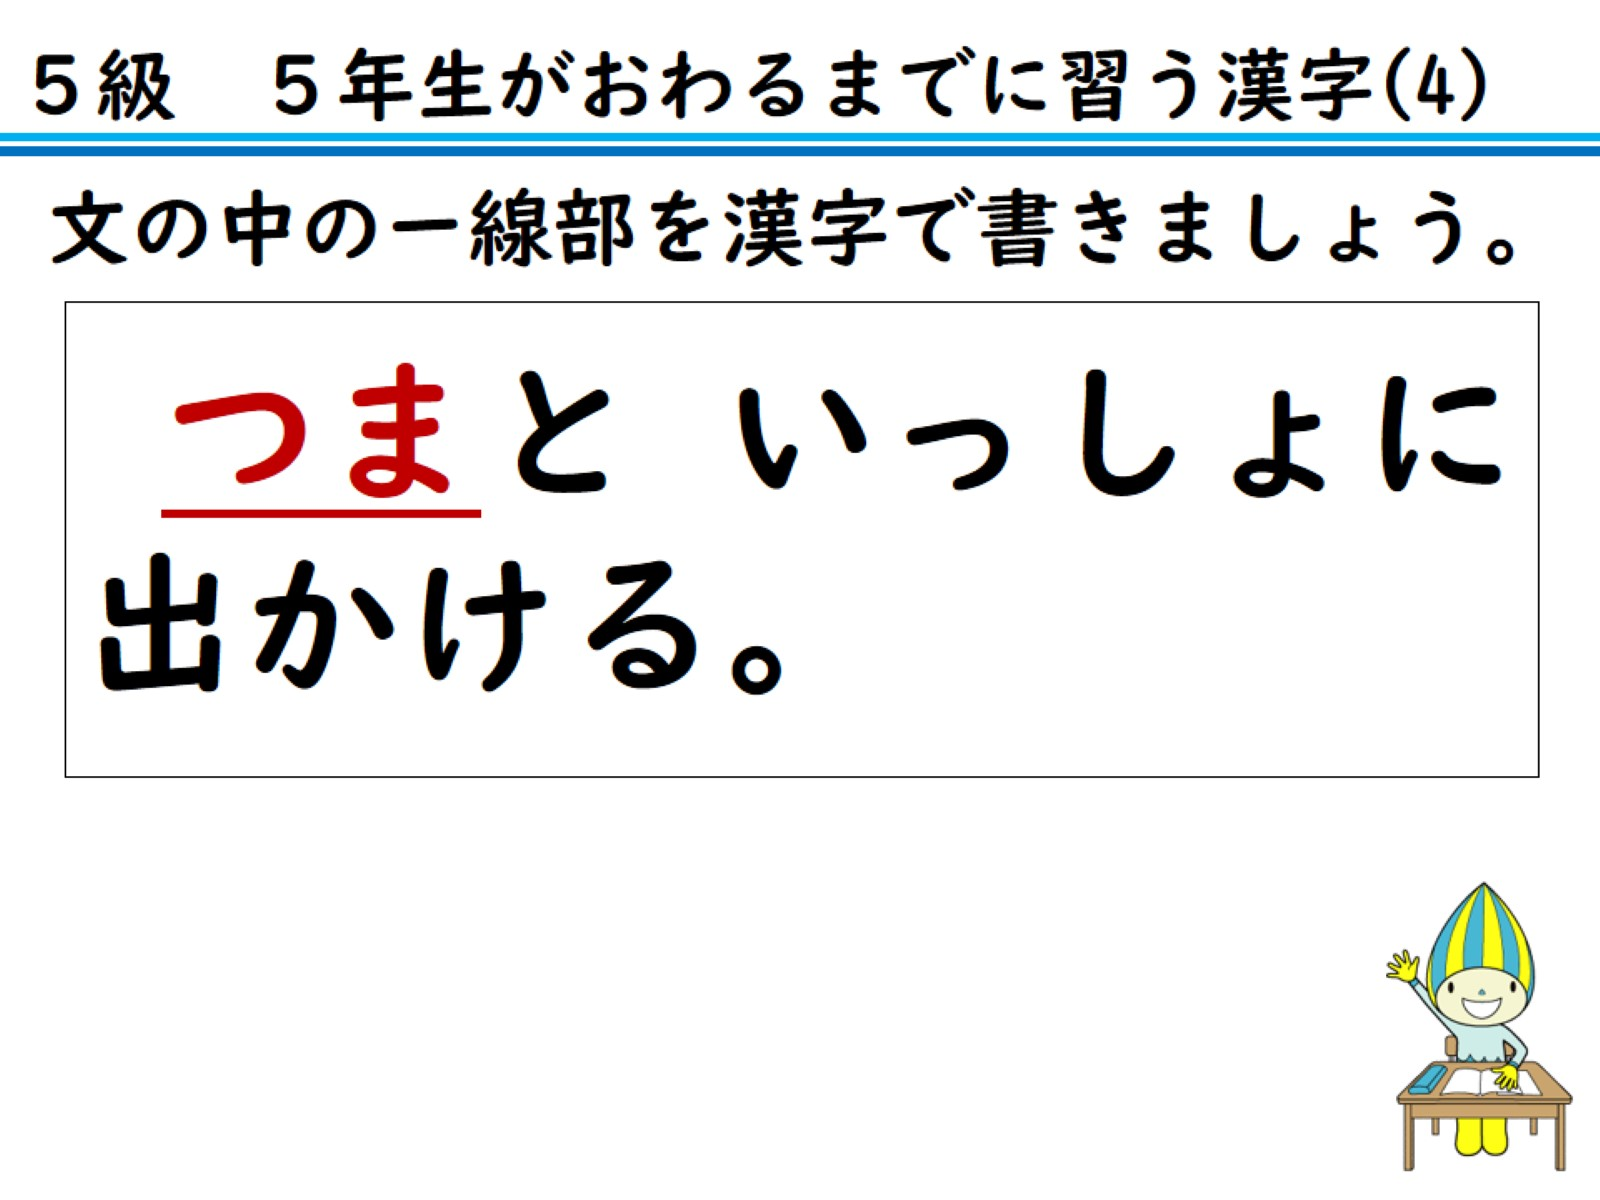 ５級　５年生がおわるまでに習う漢字(4)
文の中の一線部を漢字で書きましょう。
つまと いっしょに
出かける。